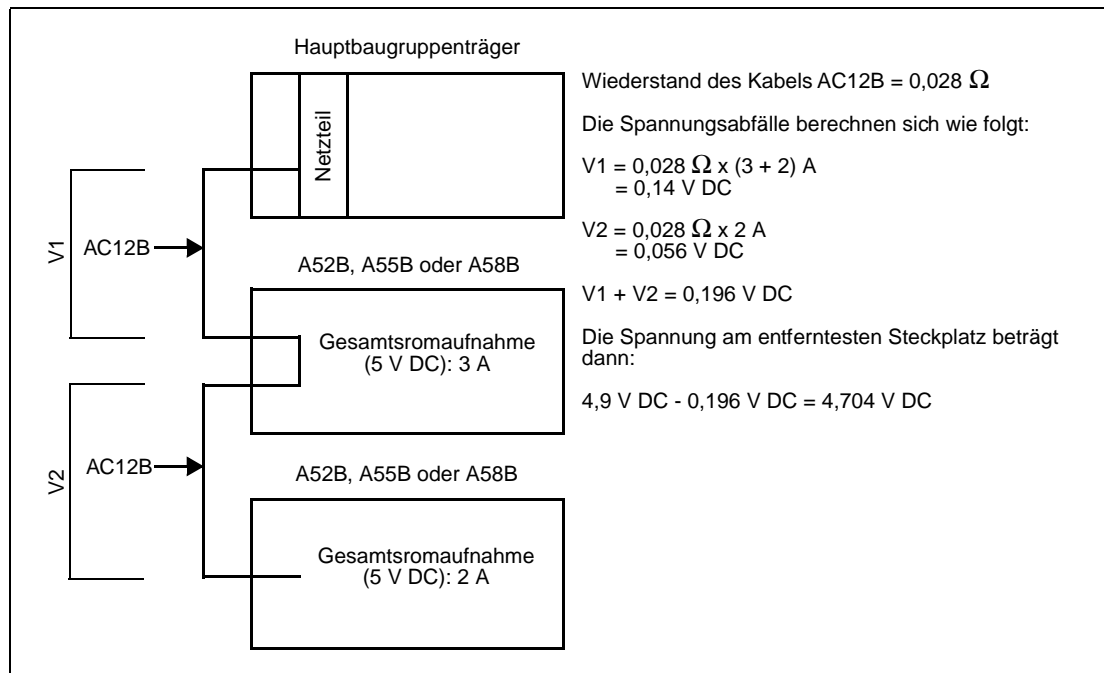 Hauptbaugruppenträger
Netzteil
V1
AC12B
A52B, A55B oder A58B
Gesamtsromaufnahme
(5 V DC): 3 A
V2
AC12B
A52B, A55B oder A58B
Gesamtsromaufnahme
(5 V DC): 2 A
Wiederstand des Kabels AC12B = 0,028 Ω
Die Spannungsabfälle berechnen sich wie folgt:
V1 = 0,028 Ω x (3 + 2) A
= 0,14 V DC
V2 = 0,028 Ω x 2 A
= 0,056 V DC
V1 + V2 = 0,196 V DC
Die Spannung am entferntesten Steckplatz beträgt
dann:
4,9 V DC - 0,196 V DC = 4,704 V DC